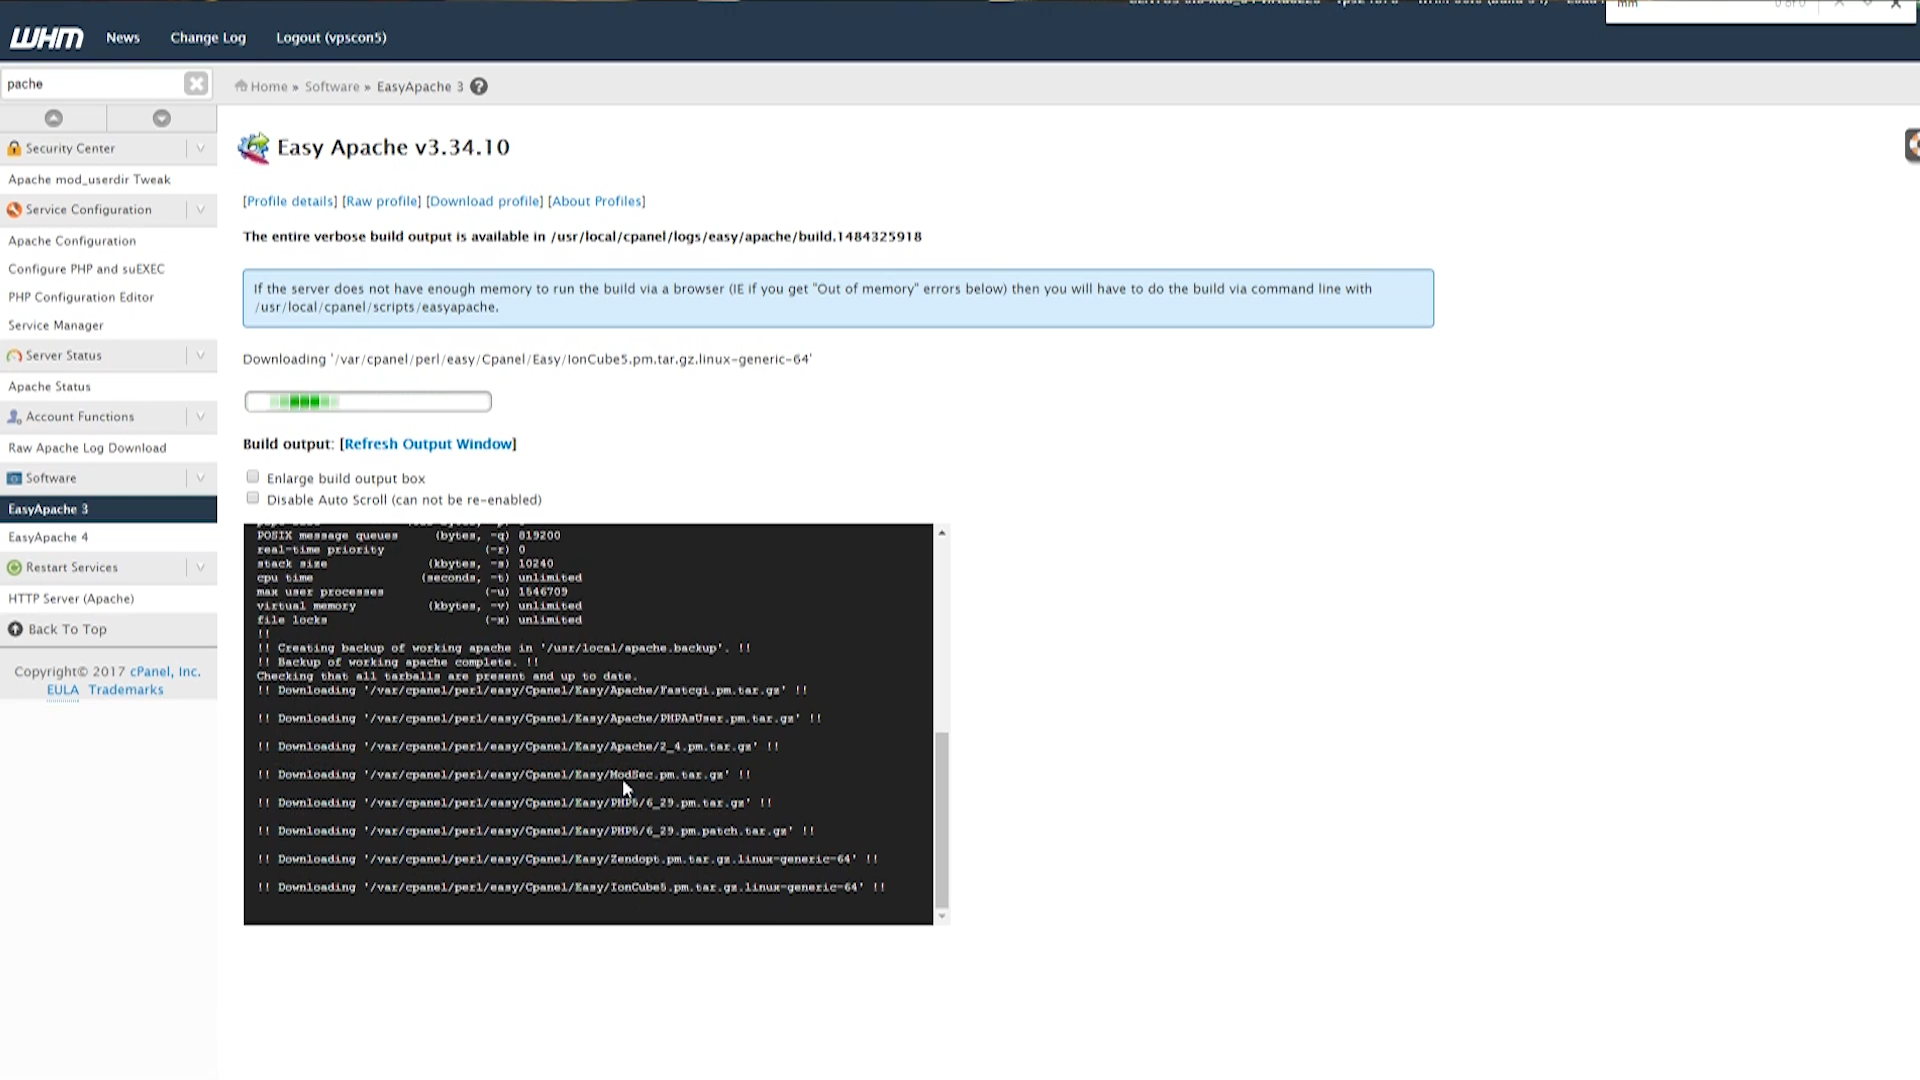 mm
0 of 0
WHM
News
Change Log
Logout (vpscon5)
pache
Home » Software » EasyApache 3
Security Center
Apache mod_userdir Tweak
Service Configuration
Apache Configuration
Configure PHP and suEXEC
PHP Configuration Editor
Service Manager
Server Status
Apache Status
Account Functions
Raw Apache Log Download
Software
EasyApache 3
EasyApache 4
Restart Services
HTTP Server (Apache)
Back To Top
Copyright© 2017 cPanel, Inc.
EULA Trademarks
Easy Apache v3.34.10
[Profile details] [Raw profile] [Download profile] [About Profiles]
The entire verbose build output is available in /usr/local/cpanel/logs/easy/apache/build.1484325918
If the server does not have enough memory to run the build via a browser (IE if you get "Out of memory" errors below) then you will have to do the build via command line with
/usr/local/cpanel/scripts/easyapache.
Downloading '/var/cpanel/perl/easy/Cpanel/Easy/IonCube5.pm.tar.gz.linux-generic-64'
Build output: [Refresh Output Window]
Enlarge build output box
Disable Auto Scroll (can not be re-enabled)
POSIX message queues (bytes, -q) 819200
real-time priority (-r) 0
stack size (kbytes, -s) 10240
cpu time (seconds, -t) unlimited
max user processes (-u) 1546709
virtual memory (kbytes, -v) unlimited
file locks (-x) unlimited
!!
!! Creating backup of working apache in '/usr/local/apache.backup'. !!
!! Backup of working apache complete. !!
Checking that all tarballs are present and up to date.
!! Downloading '/var/cpanel/perl/easy/Cpanel/Easy/Apache/Fastcgi.pm.tar.gz' !!
!! Downloading '/var/cpanel/perl/easy/Cpanel/Easy/Apache/PHPAsUser.pm.tar.gz' !!
!! Downloading '/var/cpanel/perl/easy/Cpanel/Easy/Apache/2_4.pm.tar.gz' !!
!! Downloading '/var/cpanel/perl/easy/Cpanel/Easy/ModSec.pm.tar.gz' !!
!! Downloading '/var/cpanel/perl/easy/Cpanel/Easy/PHP5/6_29.pm.tar.gz' !!
!! Downloading '/var/cpanel/perl/easy/Cpanel/Easy/PHP5/6_29.pm.patch.tar.gz' !!
!! Downloading '/var/cpanel/perl/easy/Cpanel/Easy/Zendopt.pm.tar.gz.linux-generic-64' !!
!! Downloading '/var/cpanel/perl/easy/Cpanel/Easy/IonCube5.pm.tar.gz.linux-generic-64' !!